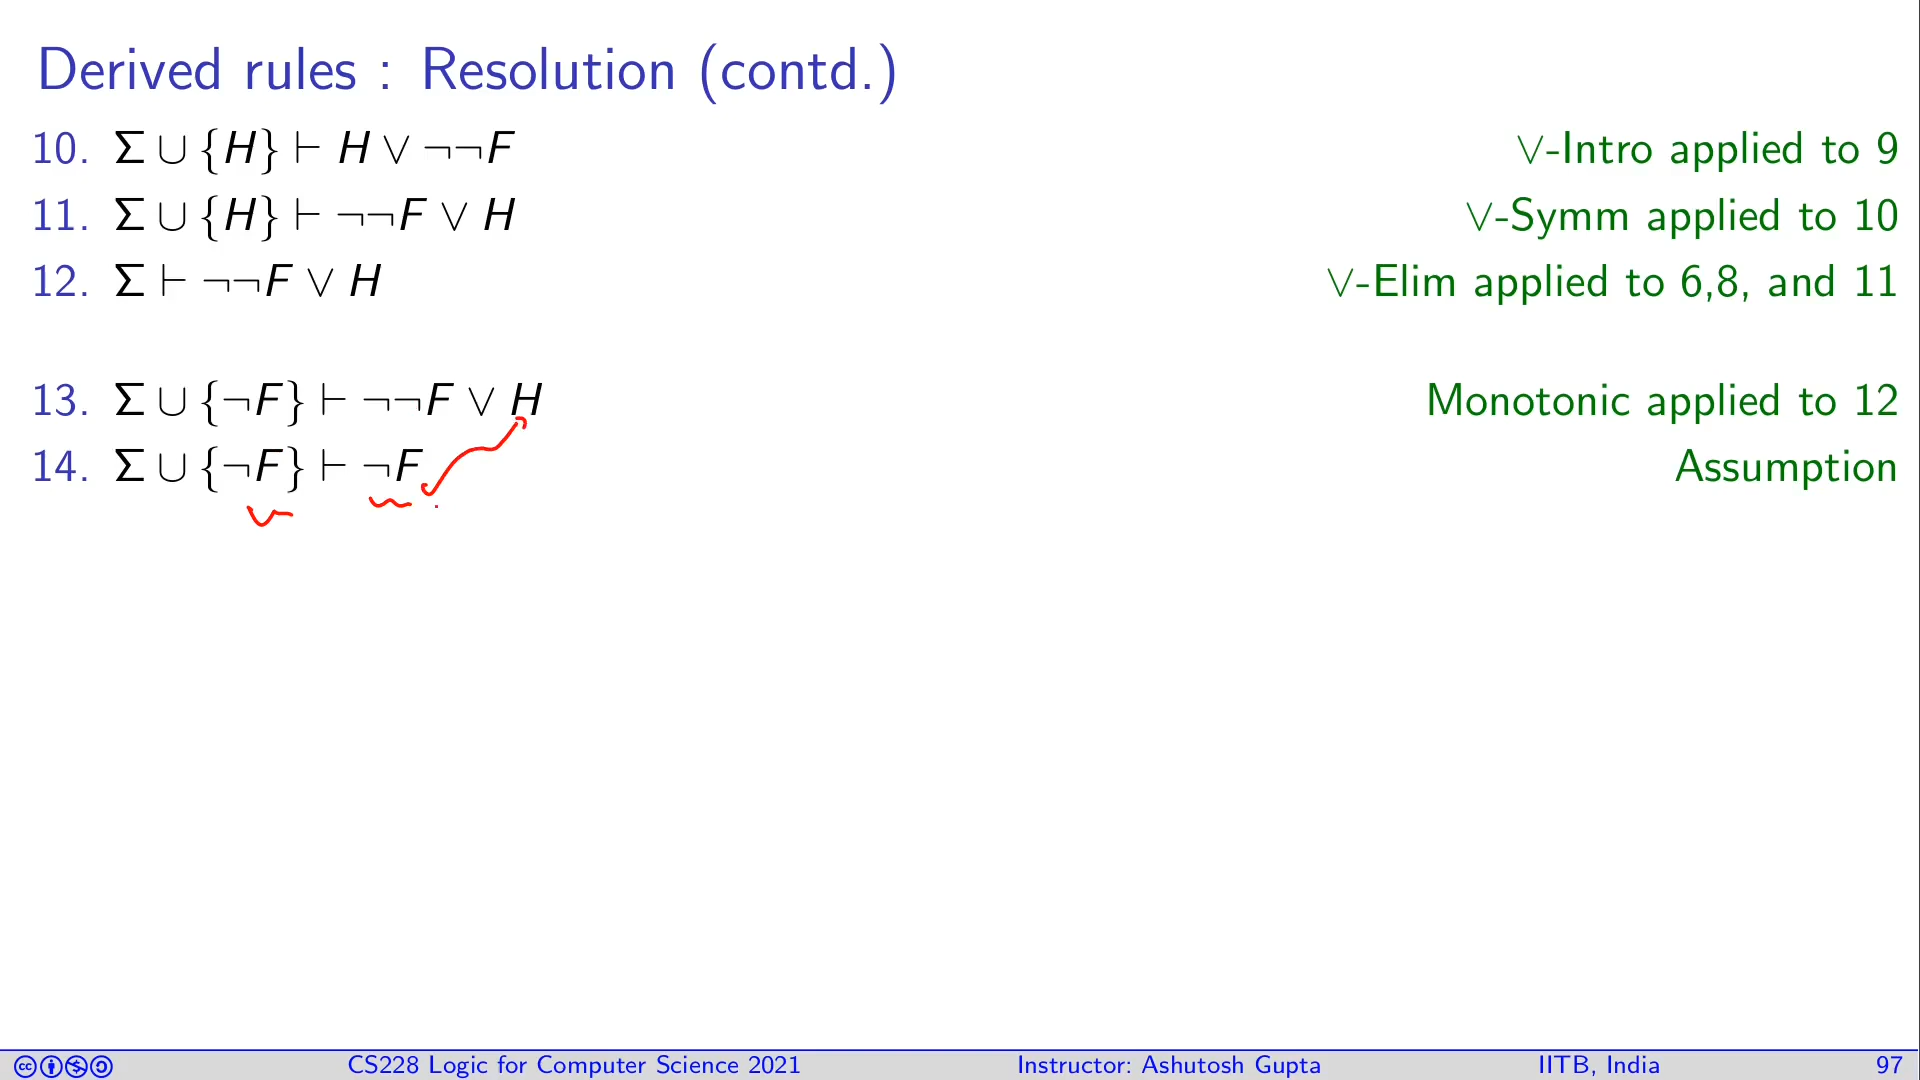 Derived rules : Resolution (contd.)
10. Σ ∪ {H} ⊢ H ∨ ¬¬F ∨-Intro applied to 9
11. Σ ∪ {H} ⊢ ¬¬F ∨ H ∨-Symm applied to 10
12. Σ ⊢ ¬¬F ∨ H ∨-Elim applied to 6,8, and 11
13. Σ ∪ {¬F} ⊢ ¬¬F ∨ H Monotonic applied to 12
14. Σ ∪ {¬F} ⊢ ¬F Assumption
CS228 Logic for Computer Science 2021 Instructor: Ashutosh Gupta IITB, India 97